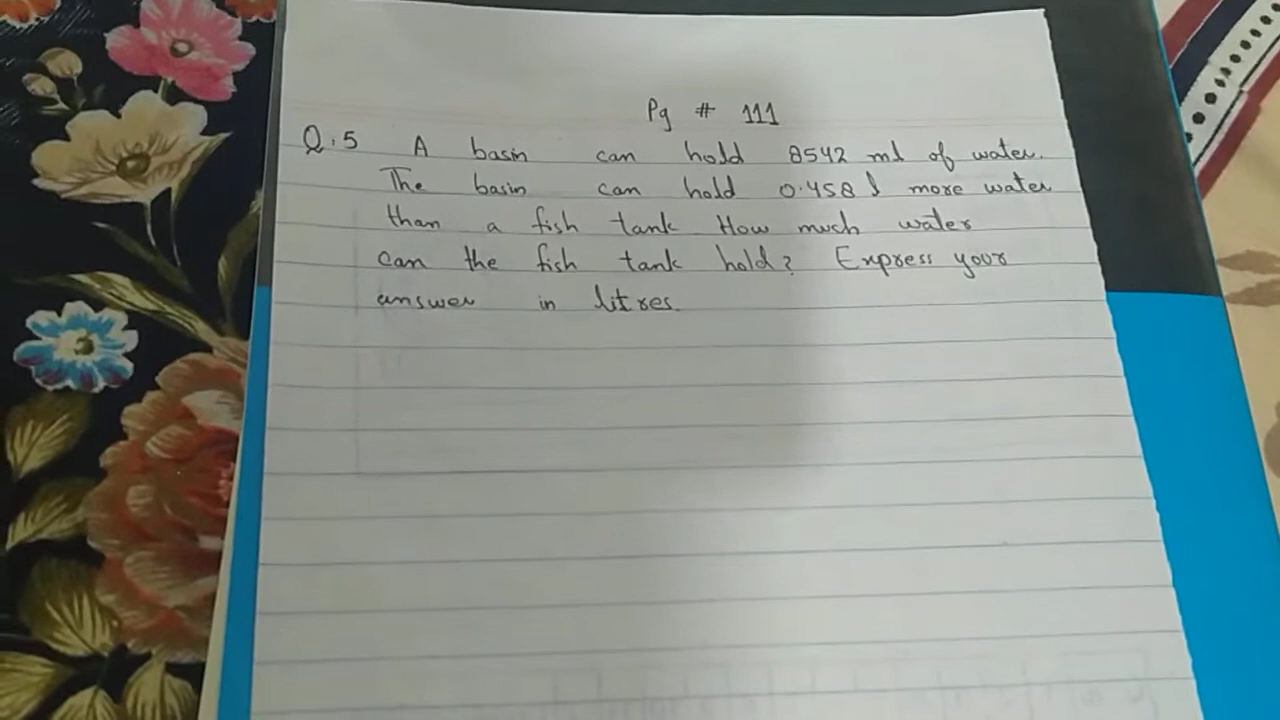 Pg # 111
Q.5 A basin can hold 8542 ml of water.
The basin can hold 0.458 l more water
than a fish tank How much water
can the fish tank hold? Express your
answer in litres.